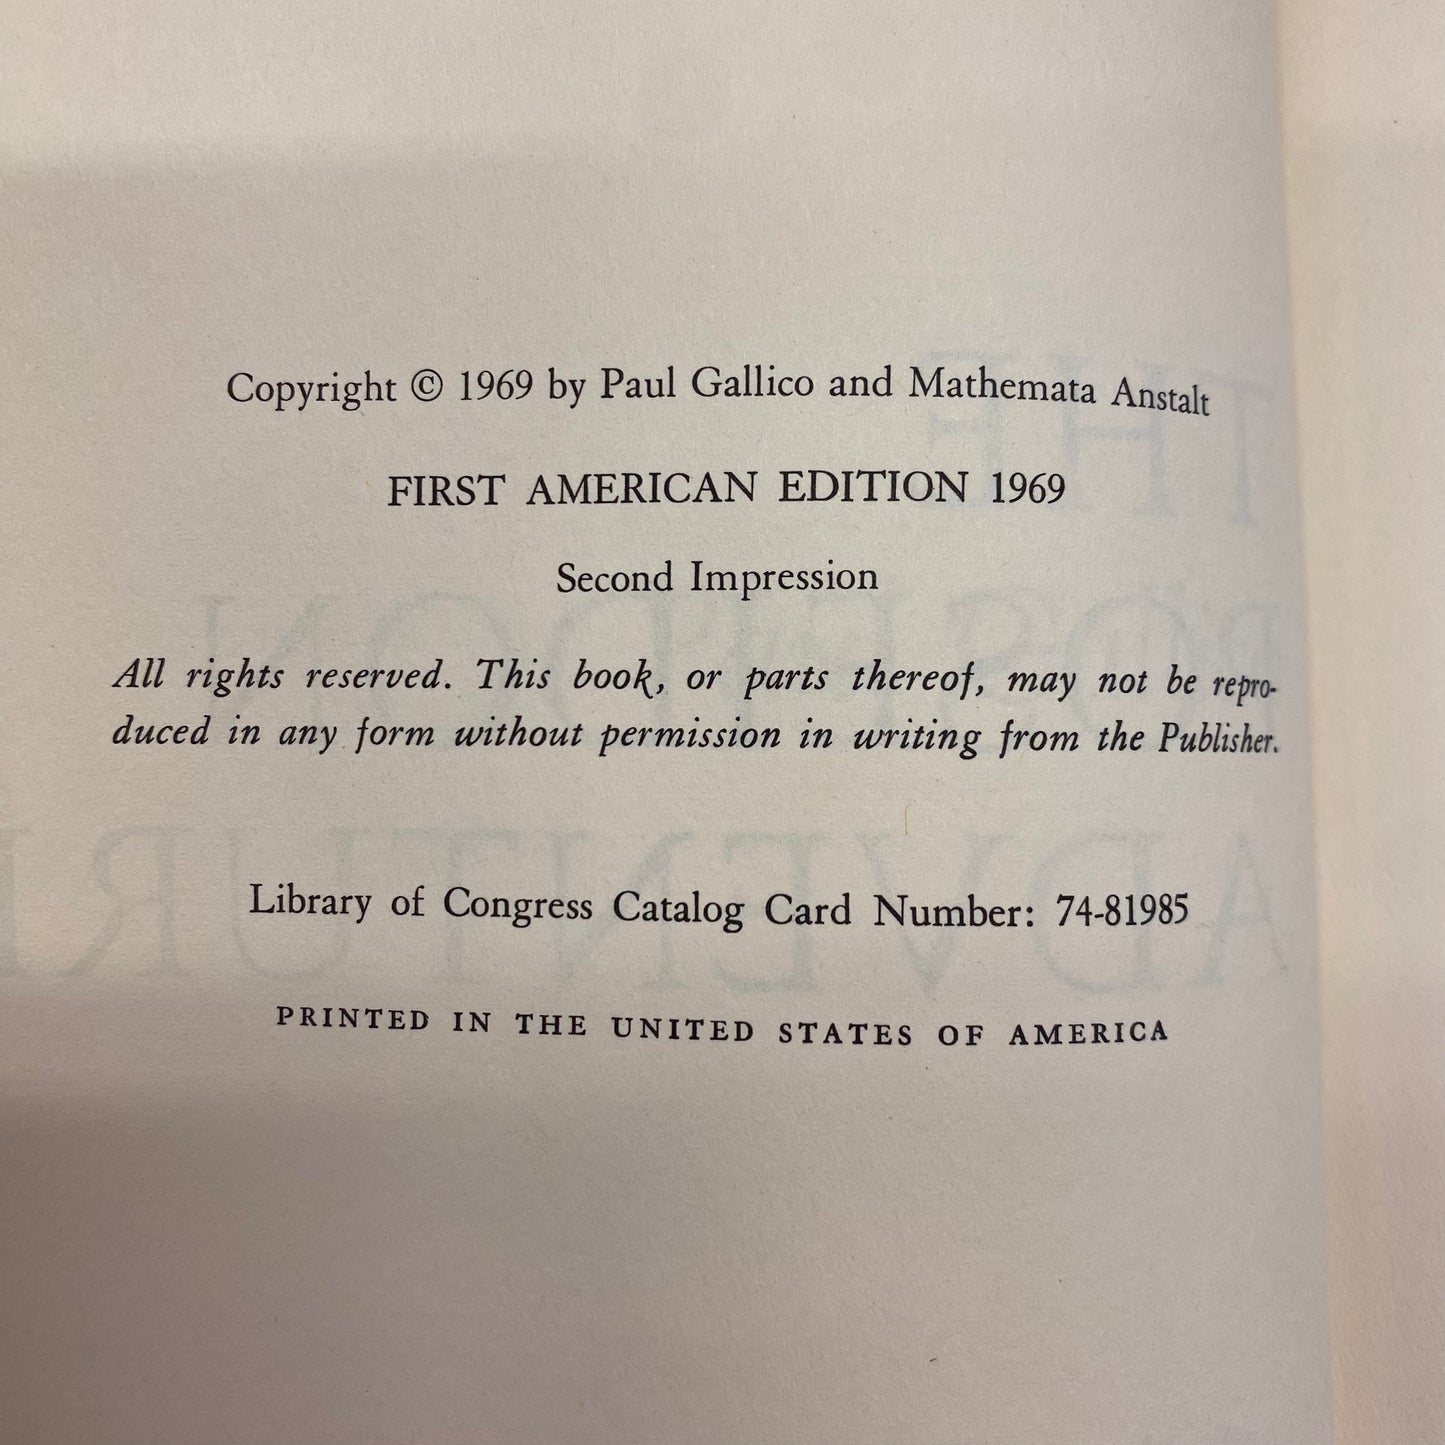 Copyright © 1969 by Paul Gallico and Mathemata Anstalt
FIRST AMERICAN EDITION 1969
Second Impression
All rights reserved. This book, or parts thereof, may not be repro-
duced in any form without permission in writing from the Publisher.
Library of Congress Catalog Card Number: 74-81985
PRINTED IN THE UNITED STATES OF AMERICA